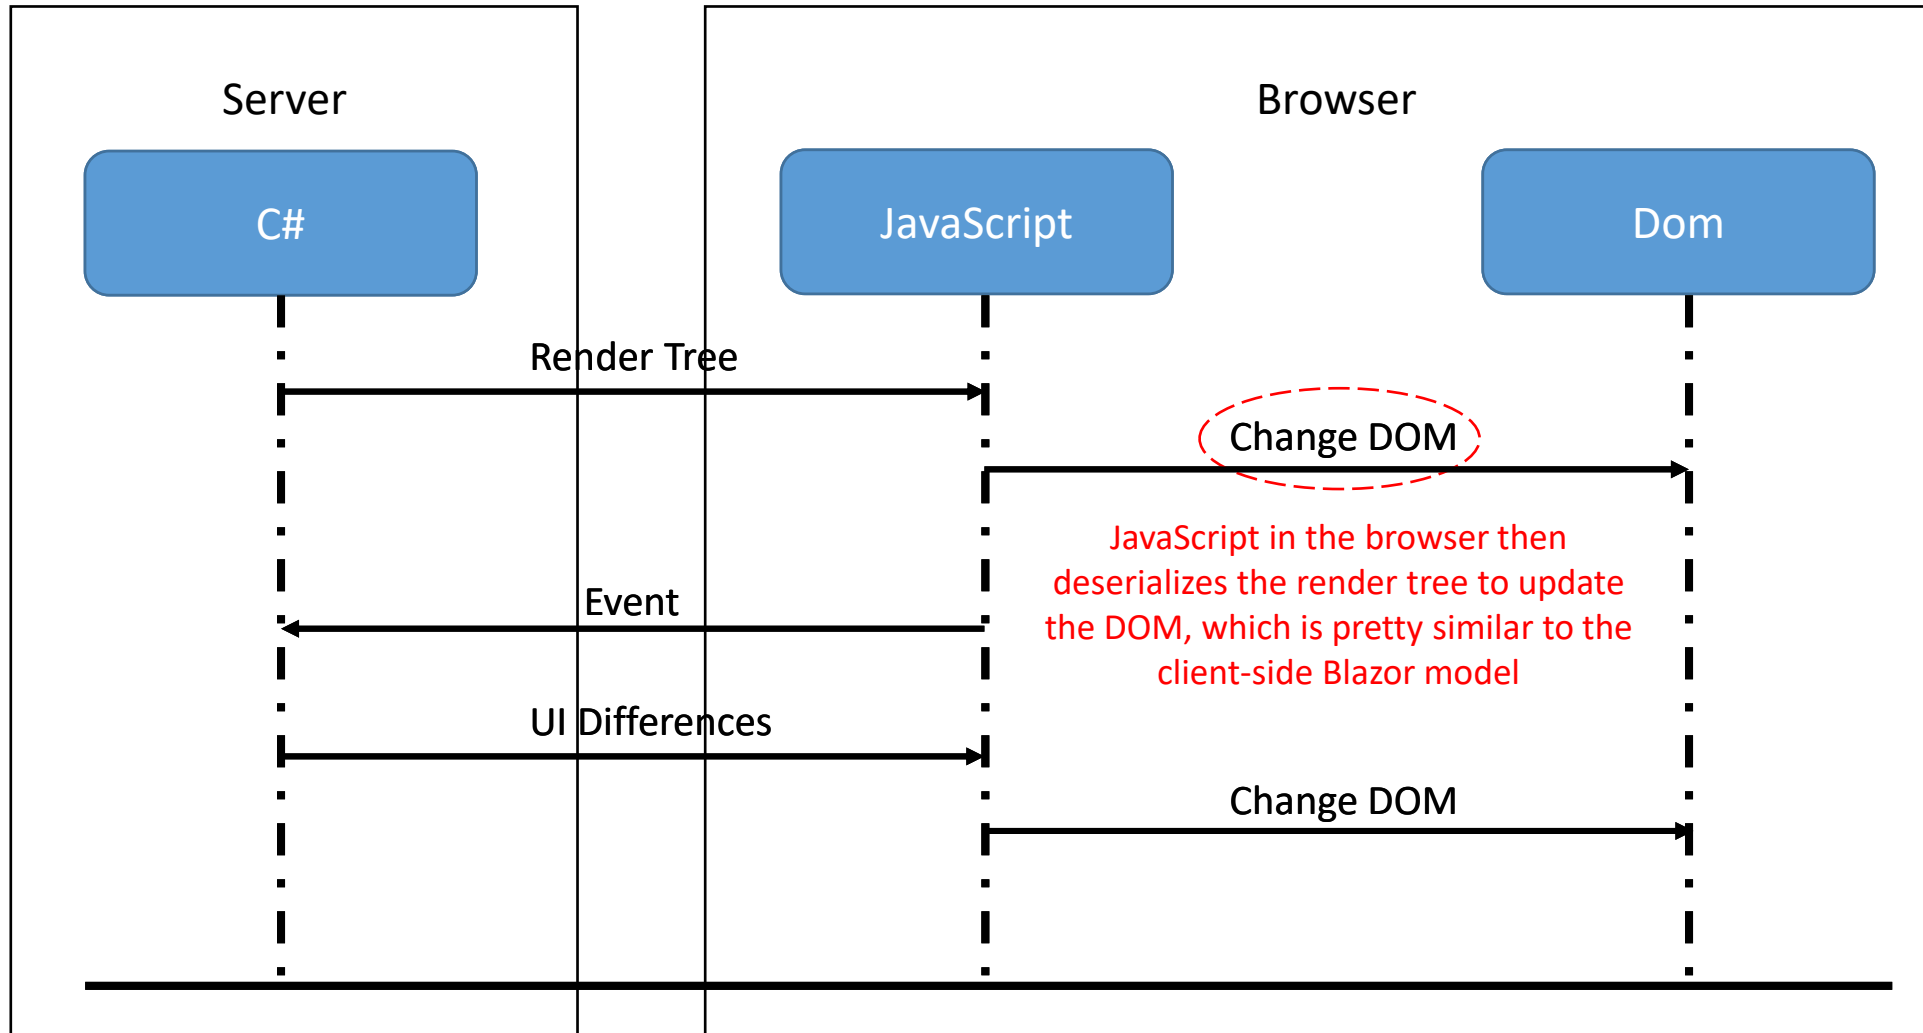 Server
Browser
C#
JavaScript
Dom
Render Tree
Change DOM
JavaScript in the browser then
deserializes the render tree to update
the DOM, which is pretty similar to the
client-side Blazor model
Event
UI Differences
Change DOM